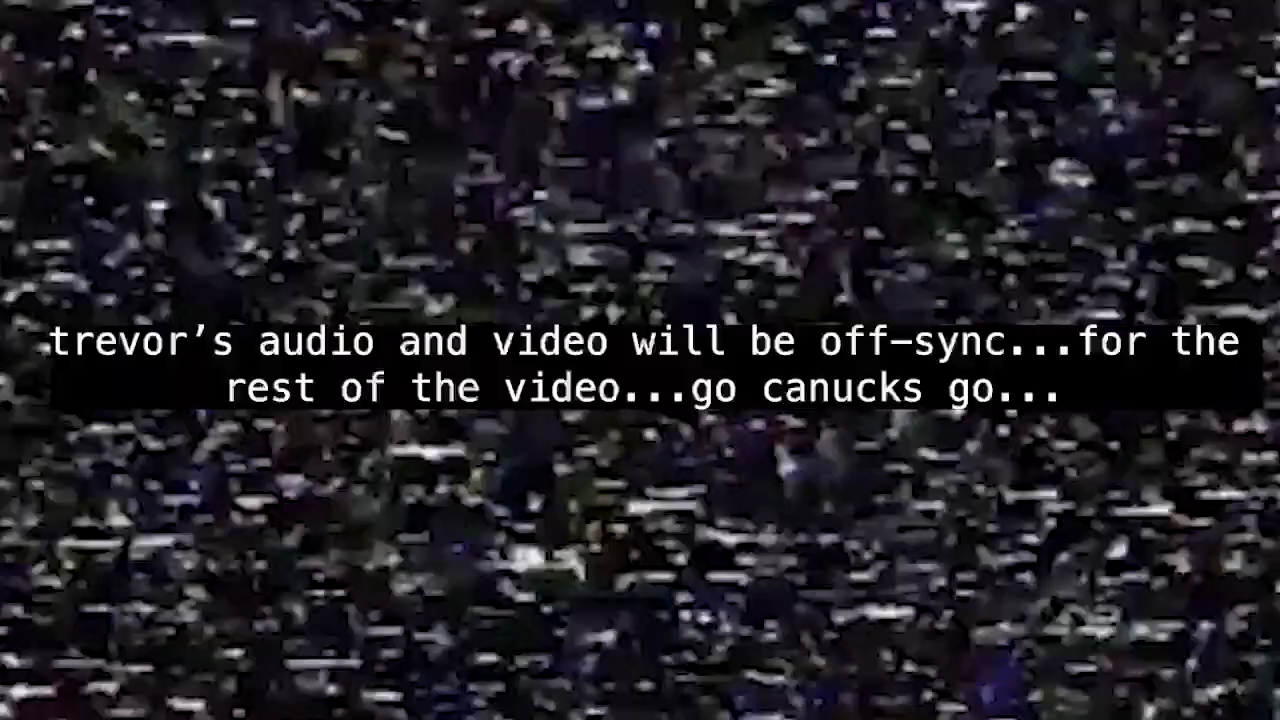 trevor’s audio and video will be off-sync...for the
rest of the video...go canucks go...